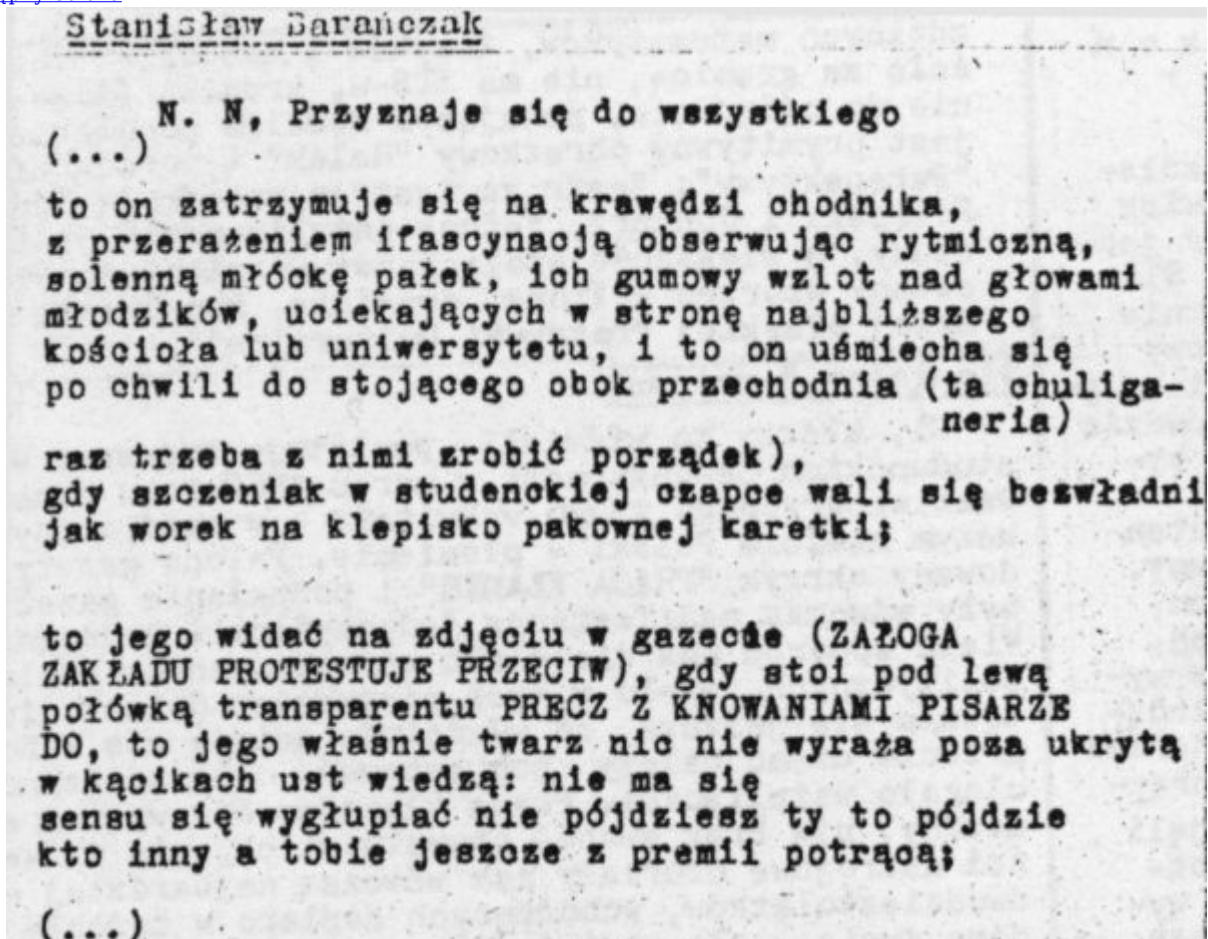 Stanisław Barańczak
N. N, Przyznaje się do wszystkiego
(...)
to on zatrzymuje się na krawędzi chodnika,
z przerażeniem ifascynacją obserwując rytmiczną,
solenną młóckę pałek, ich gumowy wzlot nad głowami
młodzików, uciekających w stronę najbliższego
kościoła lub uniwersytetu, i to on uśmiecha się
po chwili do stojącego obok przechodnia (ta chuliga-
neria)
raz trzeba z nimi zrobić porządek),
gdy szczeniak w studenckiej czapce wali się bezwładni
jak worek na klepisko pakownej karetki;
to jego widać na zdjęciu w gazecie (ZAŁOGA
ZAKŁADU PROTESTUJE PRZECIW), gdy stoi pod lewą
połówką transparentu PRECZ Z KNOWANIAMI PISARZE
DO, to jego właśnie twarz nic nie wyraża poza ukrytą
w kącikach ust wiedzą: nie ma się
sensu się wygłupiać nie pójdziesz ty to pójdzie
kto inny a tobie jeszcze z premii potrącą;
(...)